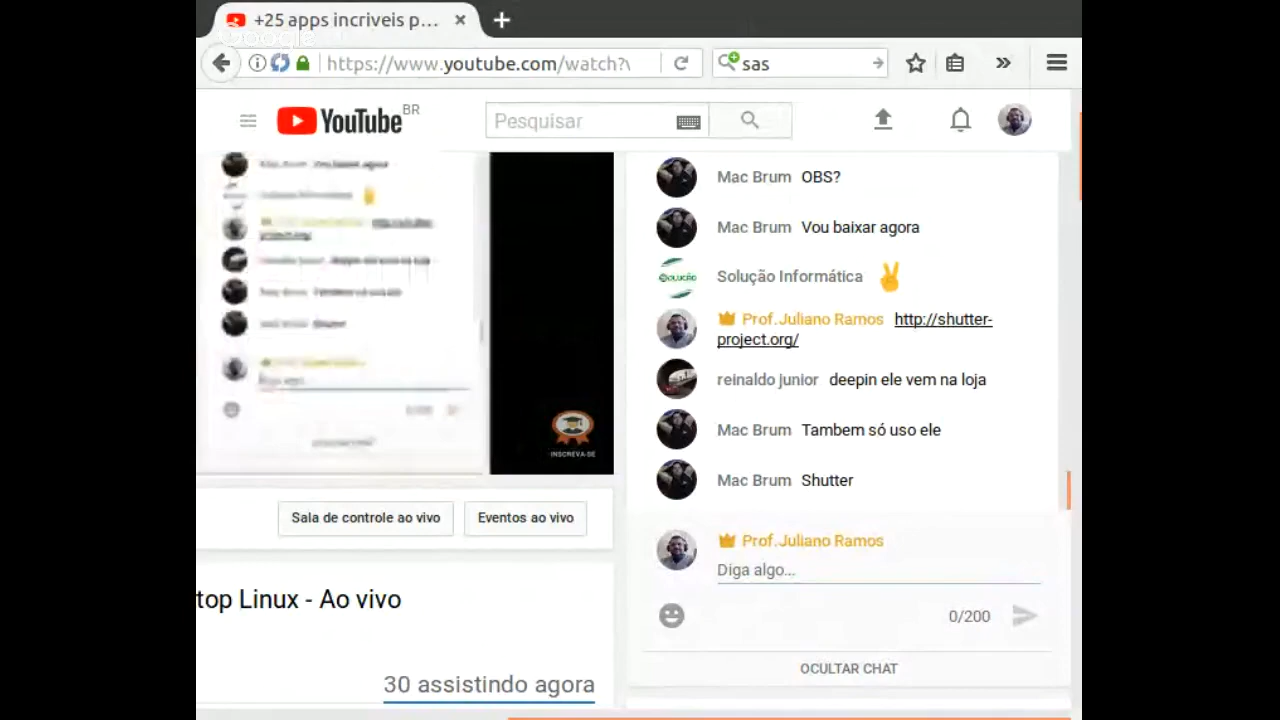 +25 apps incriveis p...
Google
https://www.youtube.com/watch?v
sas
YouTube BR
Pesquisar
Mac Brum OBS?
Mac Brum Vou baixar agora
SOLUÇÃO
Solução Informática
Prof.Juliano Ramos http://shutter-
project.org/
reinaldo junior deepin ele vem na loja
Mac Brum Tambem só uso ele
Mac Brum Shutter
INSCREVA-SE
Sala de controle ao vivo
Eventos ao vivo
Prof.Juliano Ramos
Diga algo...
0/200
OCULTAR CHAT
top Linux - Ao vivo
30 assistindo agora